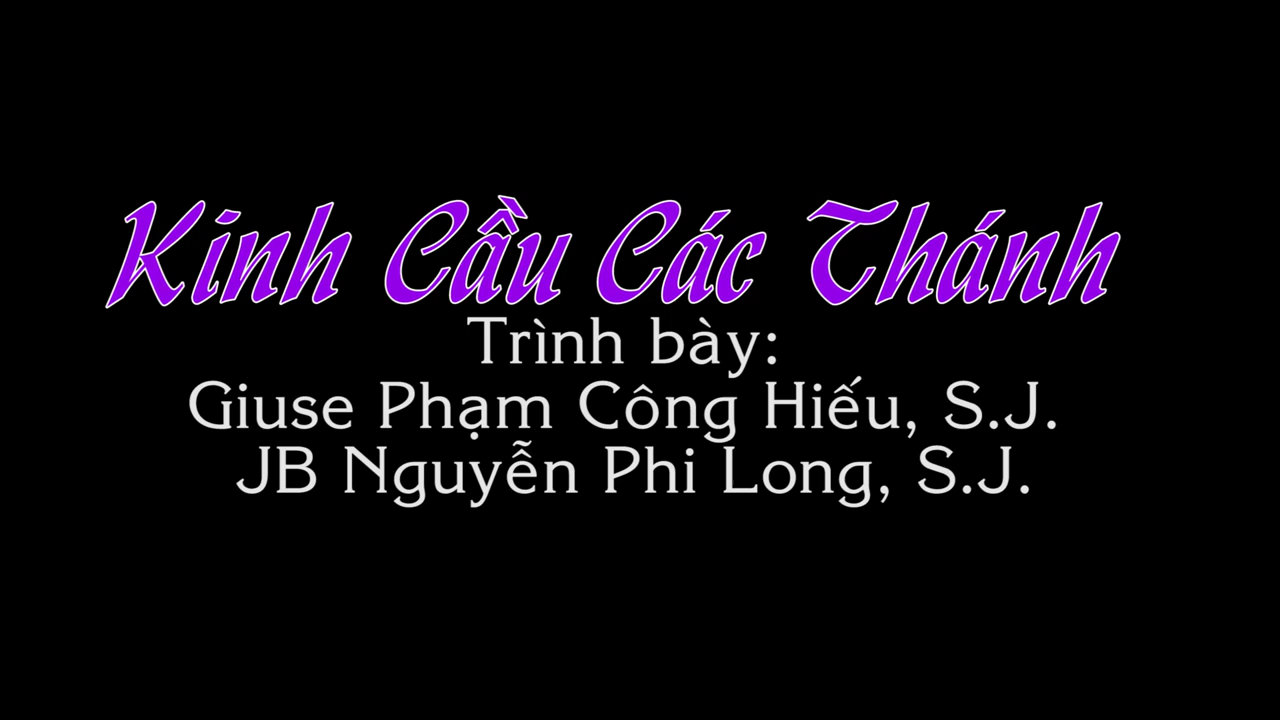 Kinh Cầu Các Thánh
Trình bày:
Giuse Phạm Công Hiếu, S.J.
JB Nguyễn Phi Long, S.J.